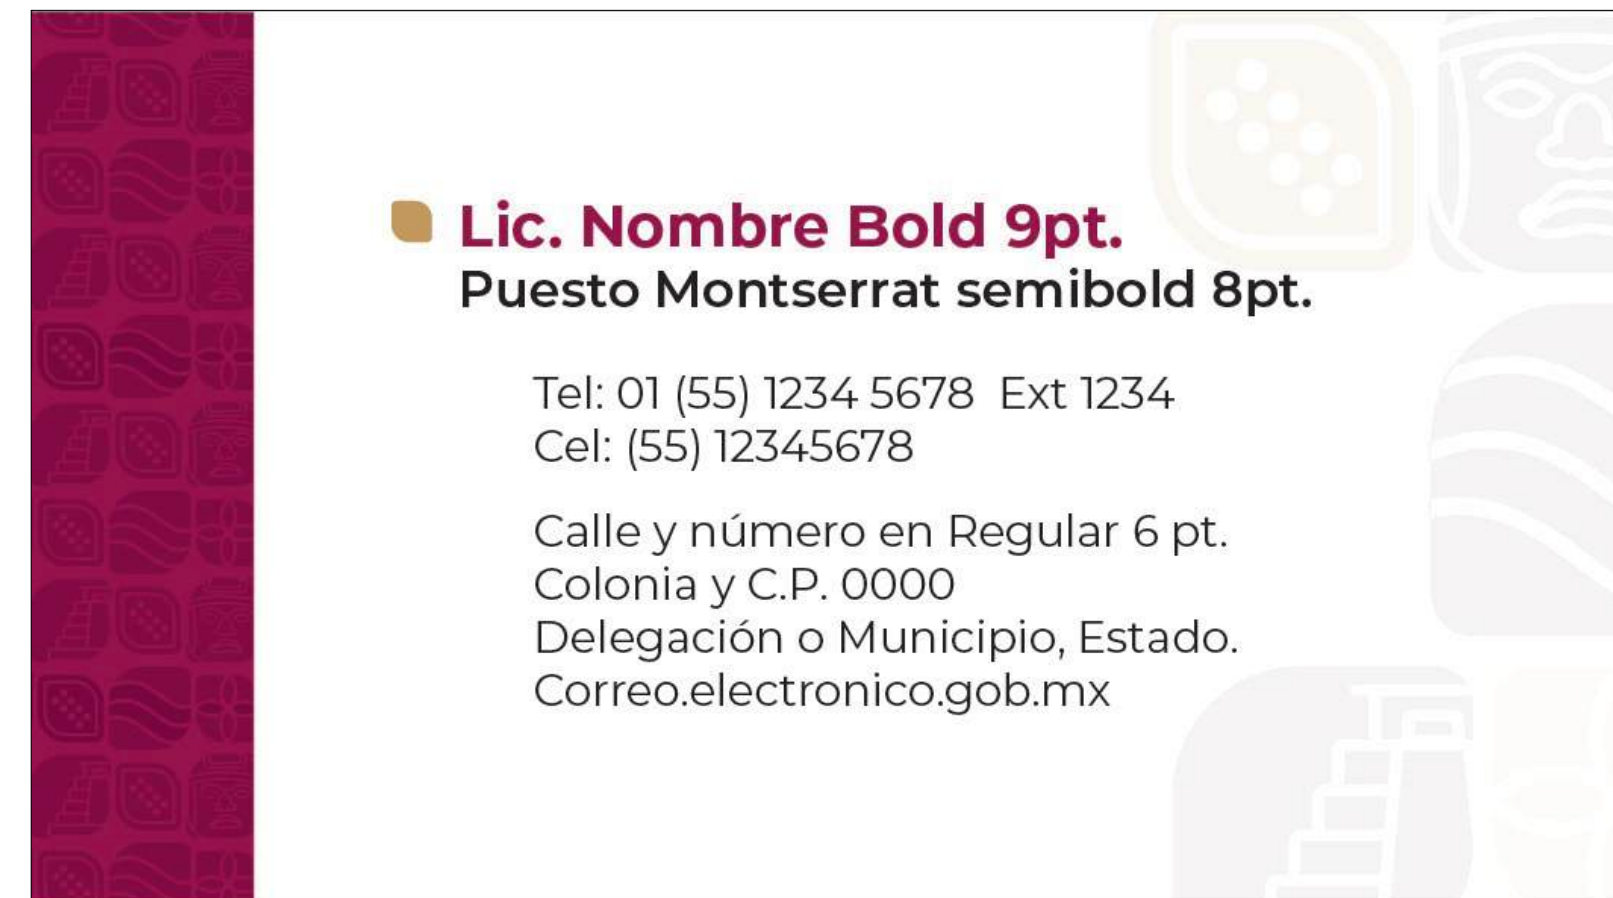 Lic. Nombre Bold 9pt.
Puesto Montserrat semibold 8pt.
Tel: 01 (55) 1234 5678  Ext 1234
Cel: (55) 12345678
Calle y número en Regular 6 pt.
Colonia y C.P. 0000
Delegación o Municipio, Estado.
Correo.electronico.gob.mx